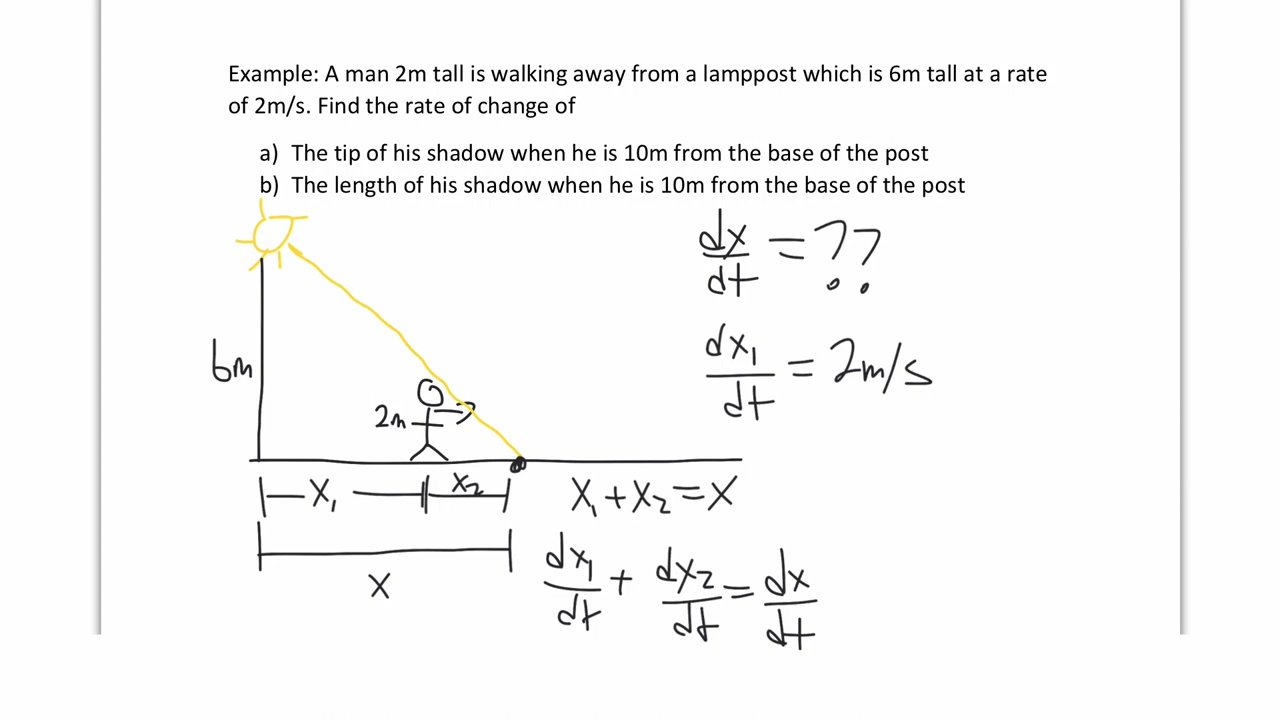 Example: A man 2m tall is walking away from a lamppost which is 6m tall at a rate
of 2m/s. Find the rate of change of
a) The tip of his shadow when he is 10m from the base of the post
b) The length of his shadow when he is 10m from the base of the post
dx/dt = ??
dx₁/dt = 2m/s
6m
2m
x₁
x₂
x₁ + x₂ = x
x
dx₁/dt + dx₂/dt = dx/dt